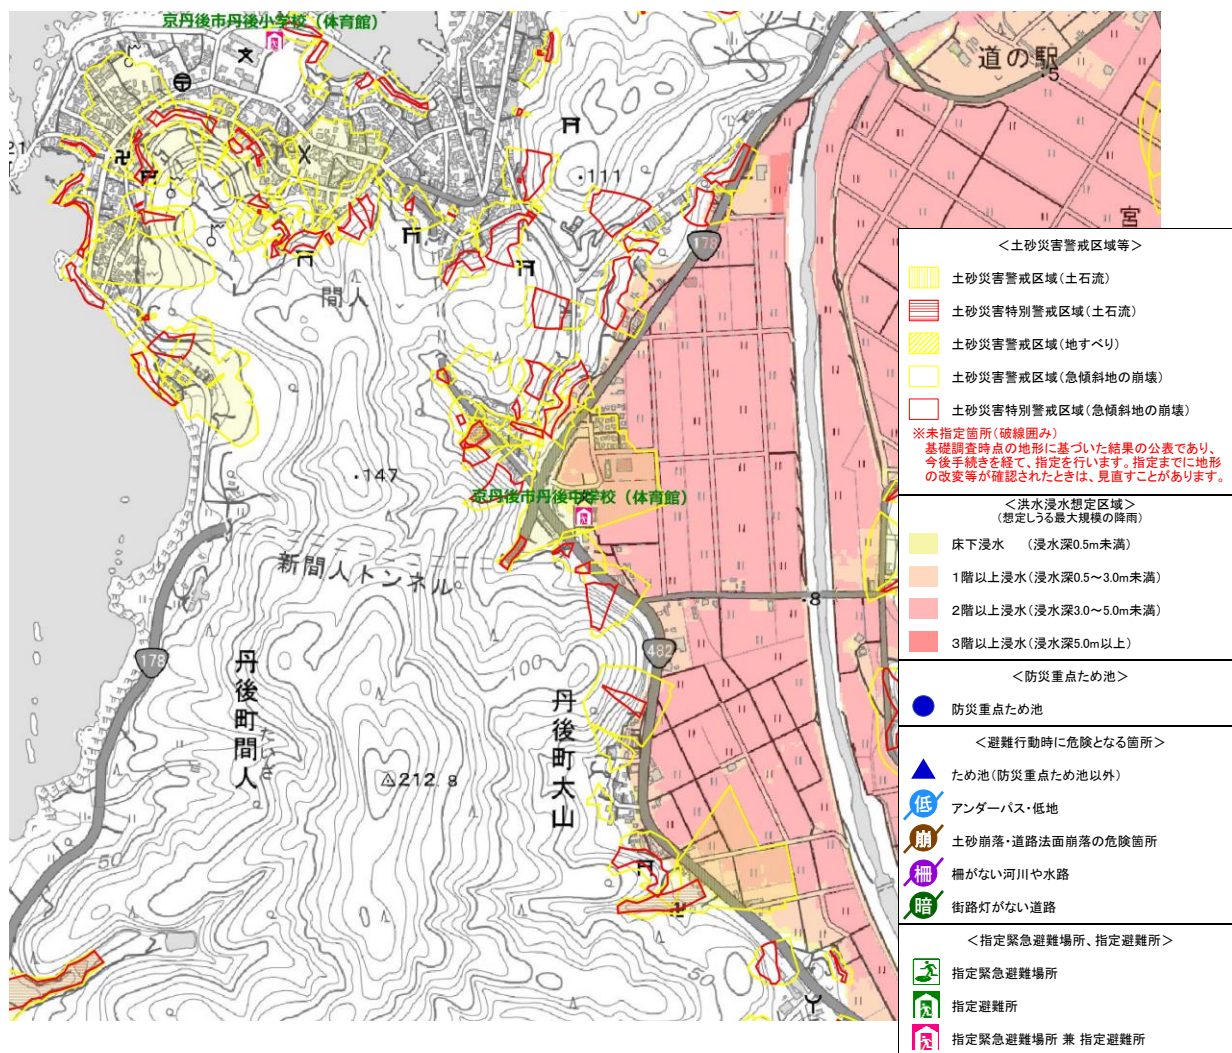 京丹後市丹後小学校（体育館）
道の駅
5
21
111
宮
178
間人
147
京丹後市丹後中学校（体育館）
新間人トンネル
8
178
482
100
丹後町間人
たいざ
丹後町大山
212.8
50
50
＜土砂災害警戒区域等＞
土砂災害警戒区域（土石流）
土砂災害特別警戒区域（土石流）
土砂災害警戒区域（地すべり）
土砂災害警戒区域（急傾斜地の崩壊）
土砂災害特別警戒区域（急傾斜地の崩壊）
※未指定箇所（破線囲み）
基礎調査時点の地形に基づいた結果の公表であり、
今後手続きを経て、指定を行います。指定までに地形
の改変等が確認されたときは、見直すことがあります。
＜洪水浸水想定区域＞
（想定しうる最大規模の降雨）
床下浸水　（浸水深0.5m未満）
1階以上浸水（浸水深0.5～3.0m未満）
2階以上浸水（浸水深3.0～5.0m未満）
3階以上浸水（浸水深5.0m以上）
＜防災重点ため池＞
防災重点ため池
＜避難行動時に危険となる箇所＞
ため池（防災重点ため池以外）
低 アンダーパス・低地
崩 土砂崩落・道路法面崩落の危険箇所
柵 柵がない河川や水路
暗 街路灯がない道路
＜指定緊急避難場所、指定避難所＞
指定緊急避難場所
指定避難所
指定緊急避難場所 兼 指定避難所